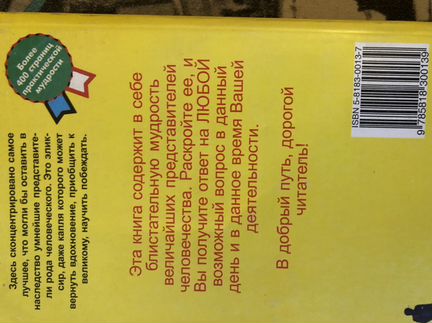 Более
400 страниц
практической
мудрости
Здесь сконцентрировано самое
лучшее, что могли бы оставить в
наследство умнейшие представите-
ли рода человеческого. Это элик-
сир, даже капля которого может
вернуть вдохновение, приобщить к
великому, научить побеждать.
Эта книга содержит в себе
блистательную мудрость
величайших представителей
человечества. Раскройте ее, и
Вы получите ответ на ЛЮБОЙ
возможный вопрос в данный
день и в данное время Вашей
деятельности.
В добрый путь, дорогой
читатель!
ISBN 5-8183-0013-7
9 785818 300139